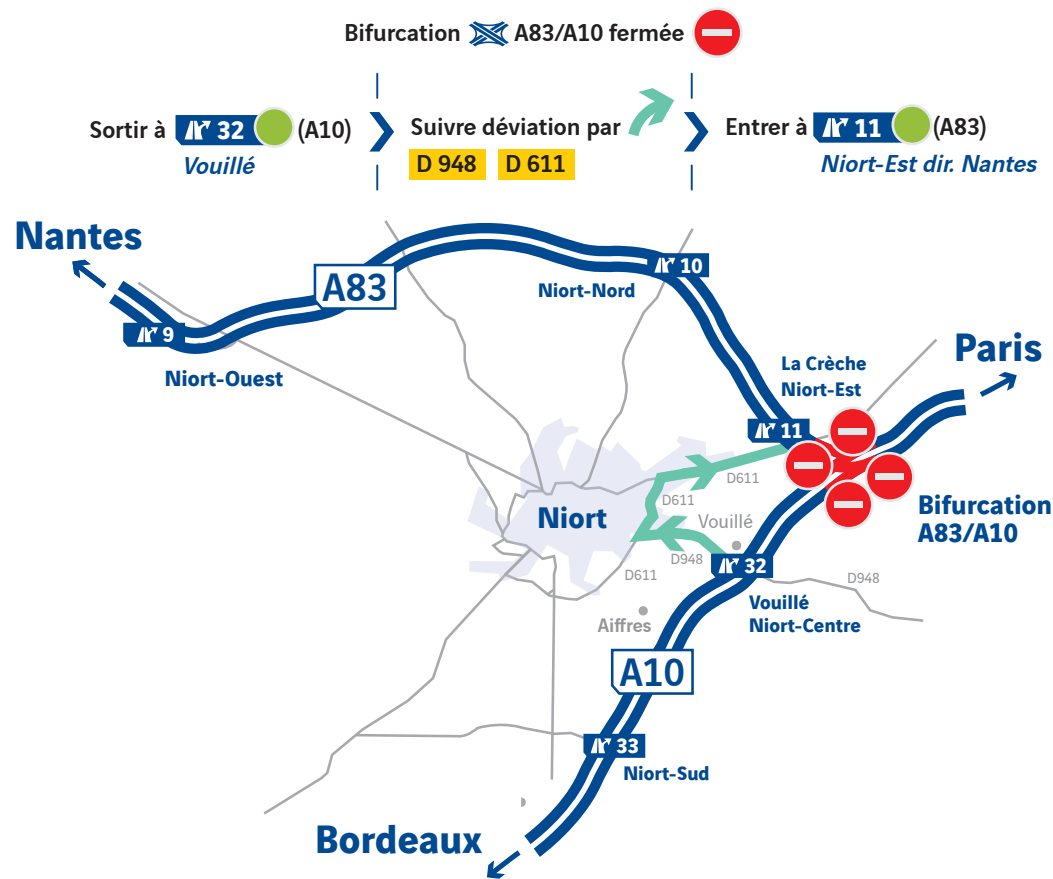 Bifurcation A83/A10 fermée
Sortir à 32 (A10)
Vouillé
Suivre déviation par
D 948 D 611
Entrer à 11 (A83)
Niort-Est dir. Nantes
Nantes
A83
10
Niort-Nord
9
Niort-Ouest
Paris
La Crèche
Niort-Est
11
D611
D611
Bifurcation
A83/A10
Niort
Vouillé
D948
32
D611
D948
Vouillé
Niort-Centre
Aiffres
A10
33
Niort-Sud
Bordeaux